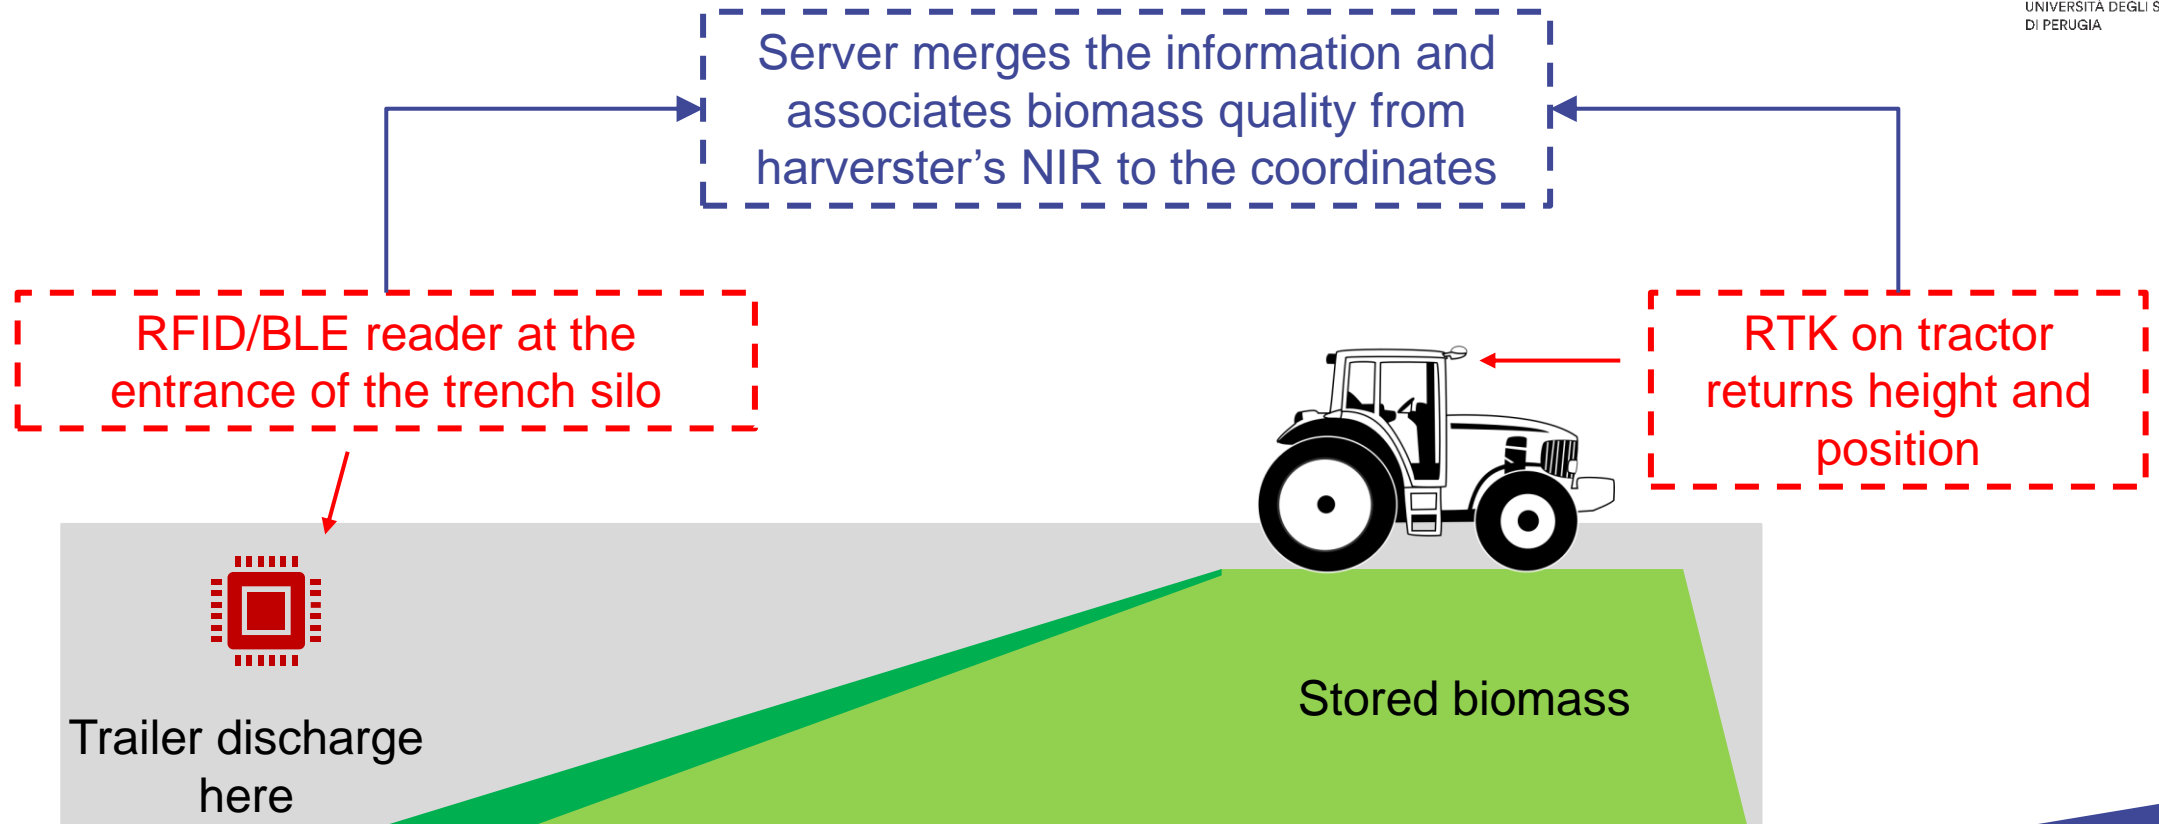 UNIVERSITÀ DEGLI S
DI PERUGIA
Server merges the information and
associates biomass quality from
harverster’s NIR to the coordinates
RFID/BLE reader at the
entrance of the trench silo
RTK on tractor
returns height and
position
Stored biomass
Trailer discharge
here